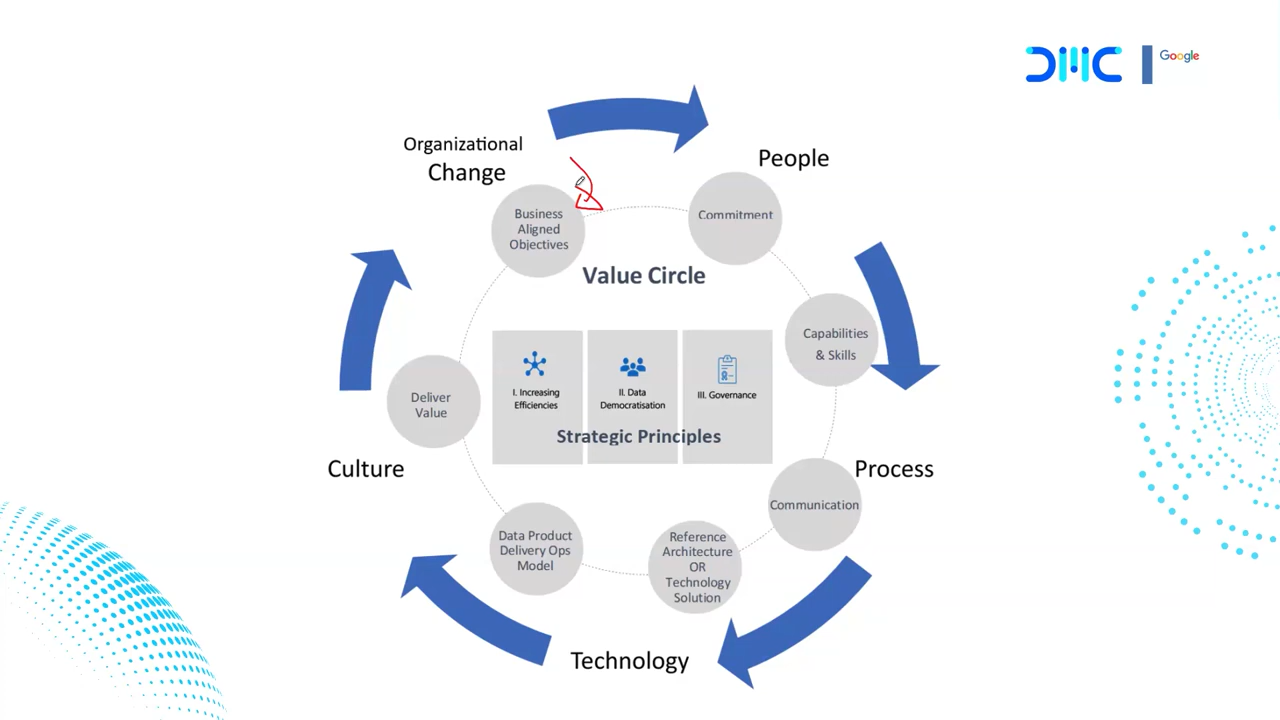 DMC
Google
Organizational
Change
People
Business
Aligned
Objectives
Commitment
Value Circle
Capabilities
& Skills
I. Increasing
Efficiencies
II. Data
Democratisation
III. Governance
Deliver
Value
Strategic Principles
Culture
Process
Communication
Data Product
Delivery Ops
Model
Reference
Architecture
OR
Technology
Solution
Technology